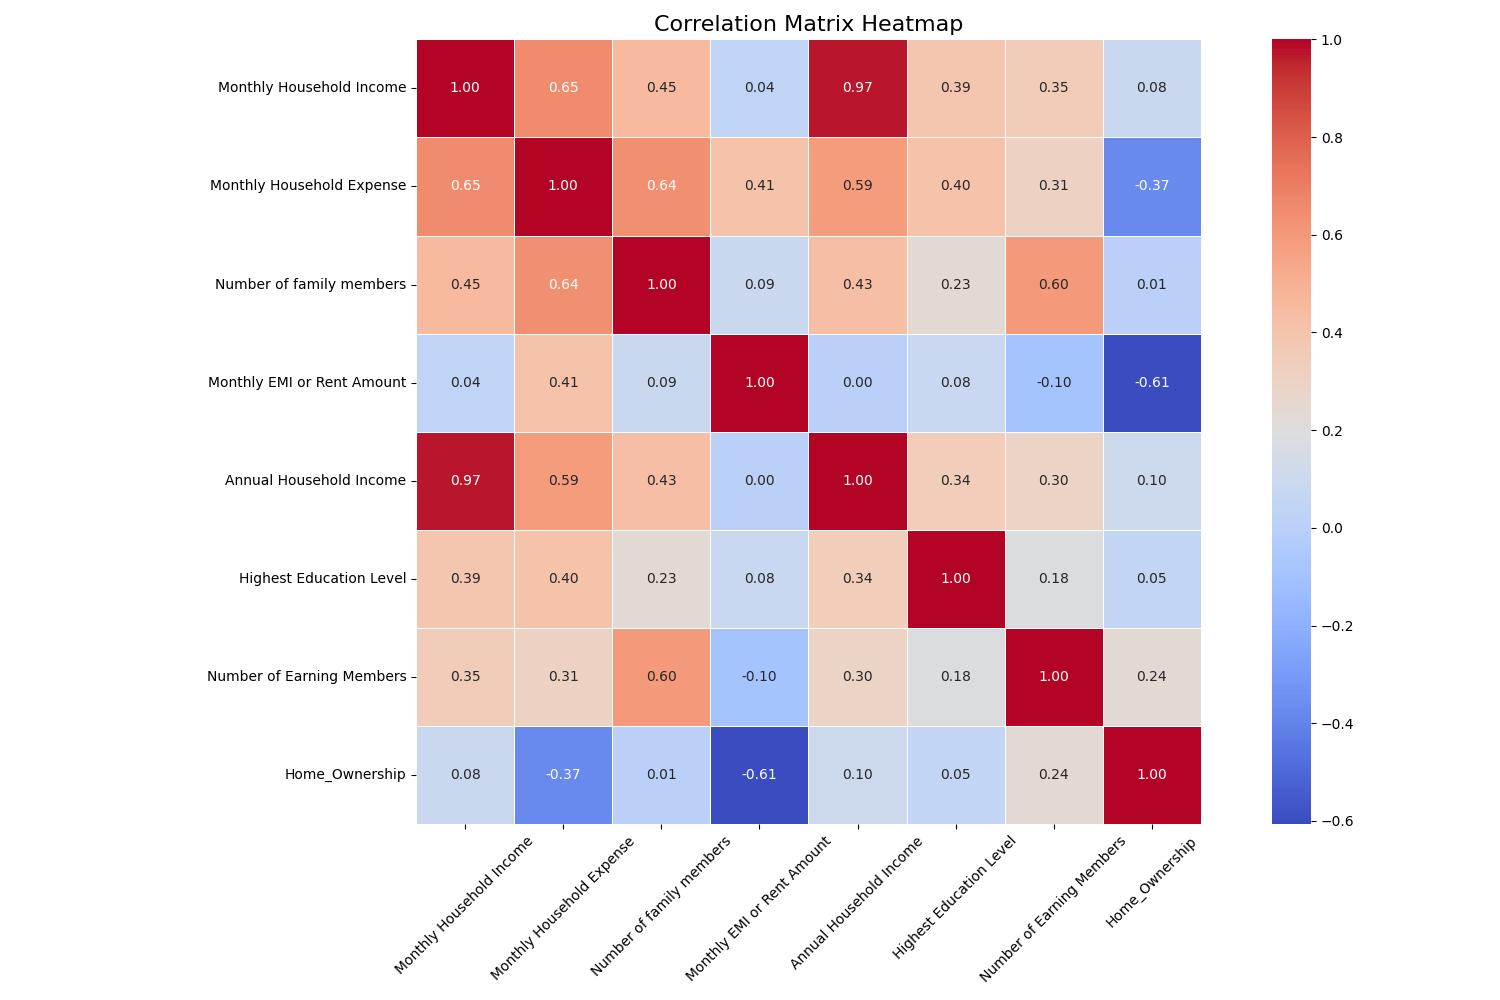 Correlation Matrix Heatmap
Monthly Household Income 1.00 0.65 0.45 0.04 0.97 0.39 0.35 0.08
Monthly Household Expense 0.65 1.00 0.64 0.41 0.59 0.40 0.31 -0.37
Number of family members 0.45 0.64 1.00 0.09 0.43 0.23 0.60 0.01
Monthly EMI or Rent Amount 0.04 0.41 0.09 1.00 0.00 0.08 -0.10 -0.61
Annual Household Income 0.97 0.59 0.43 0.00 1.00 0.34 0.30 0.10
Highest Education Level 0.39 0.40 0.23 0.08 0.34 1.00 0.18 0.05
Number of Earning Members 0.35 0.31 0.60 -0.10 0.30 0.18 1.00 0.24
Home_Ownership 0.08 -0.37 0.01 -0.61 0.10 0.05 0.24 1.00
Monthly Household Income
Monthly Household Expense
Number of family members
Monthly EMI or Rent Amount
Annual Household Income
Highest Education Level
Number of Earning Members
Home_Ownership
1.0
0.8
0.6
0.4
0.2
0.0
−0.2
−0.4
−0.6